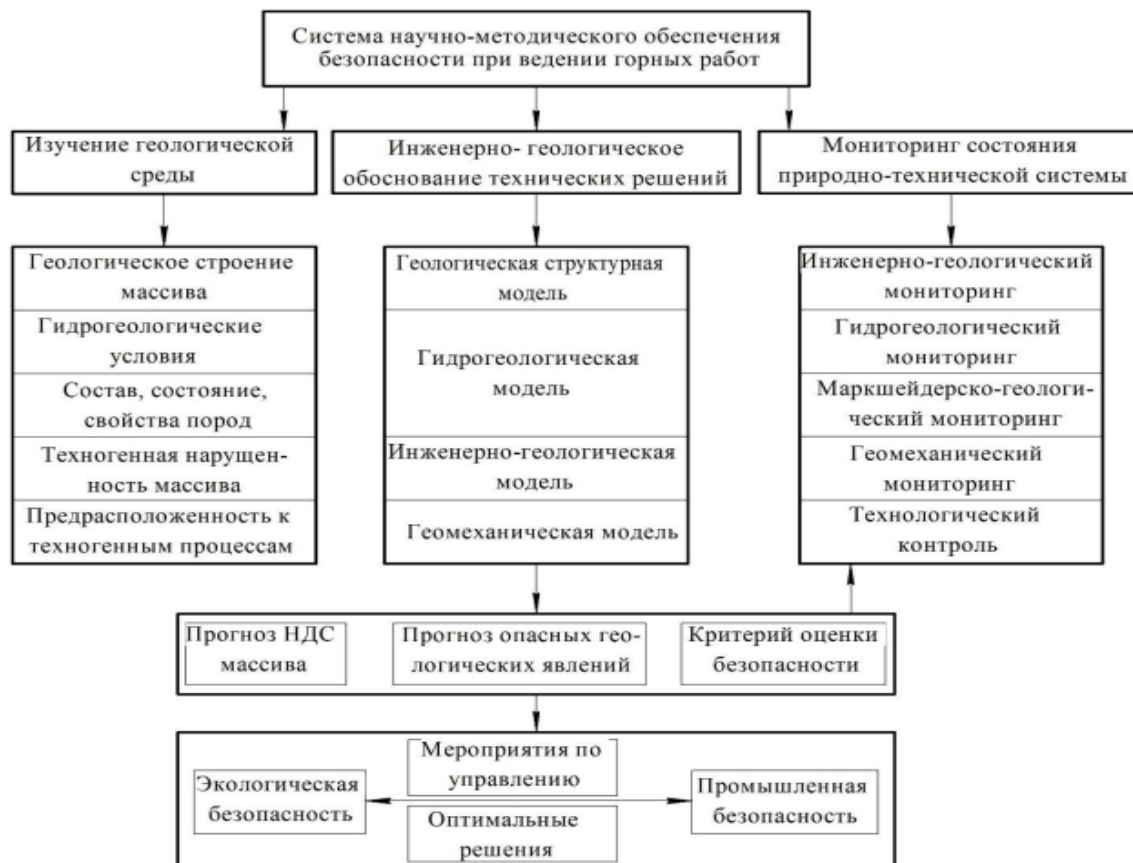 Система научно-методического обеспечения
безопасности при ведении горных работ
Изучение геологической
среды
Инженерно- геологическое
обоснование технических решений
Мониторинг состояния
природно-технической системы
Геологическое строение
массива
Гидрогеологические
условия
Состав, состояние,
свойства пород
Техногенная нарущен-
ность массива
Предрасположенность к
техногенным процессам
Геологическая структурная
модель
Гидрогеологическая
модель
Инженерно-геологическая
модель
Геомеханическая модель
Инженерно-геологический
мониторинг
Гидрогеологический
мониторинг
Маркшейдерско-геологи-
ческий мониторинг
Геомеханический
мониторинг
Технологический
контроль
Прогноз НДС
массива
Прогноз опасных гео-
логических явлений
Критерий оценки
безопасности
Мероприятия по
управлению
Экологическая
безопасность
Промышленная
безопасность
Оптимальные
решения